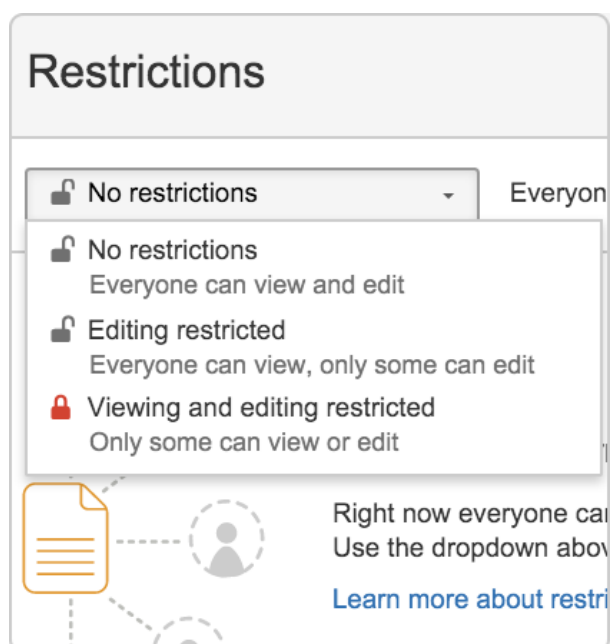 Restrictions
No restrictions
Everyon
No restrictions
Everyone can view and edit
Editing restricted
Everyone can view, only some can edit
Viewing and editing restricted
Only some can view or edit
Right now everyone ca
Use the dropdown abov
Learn more about restri